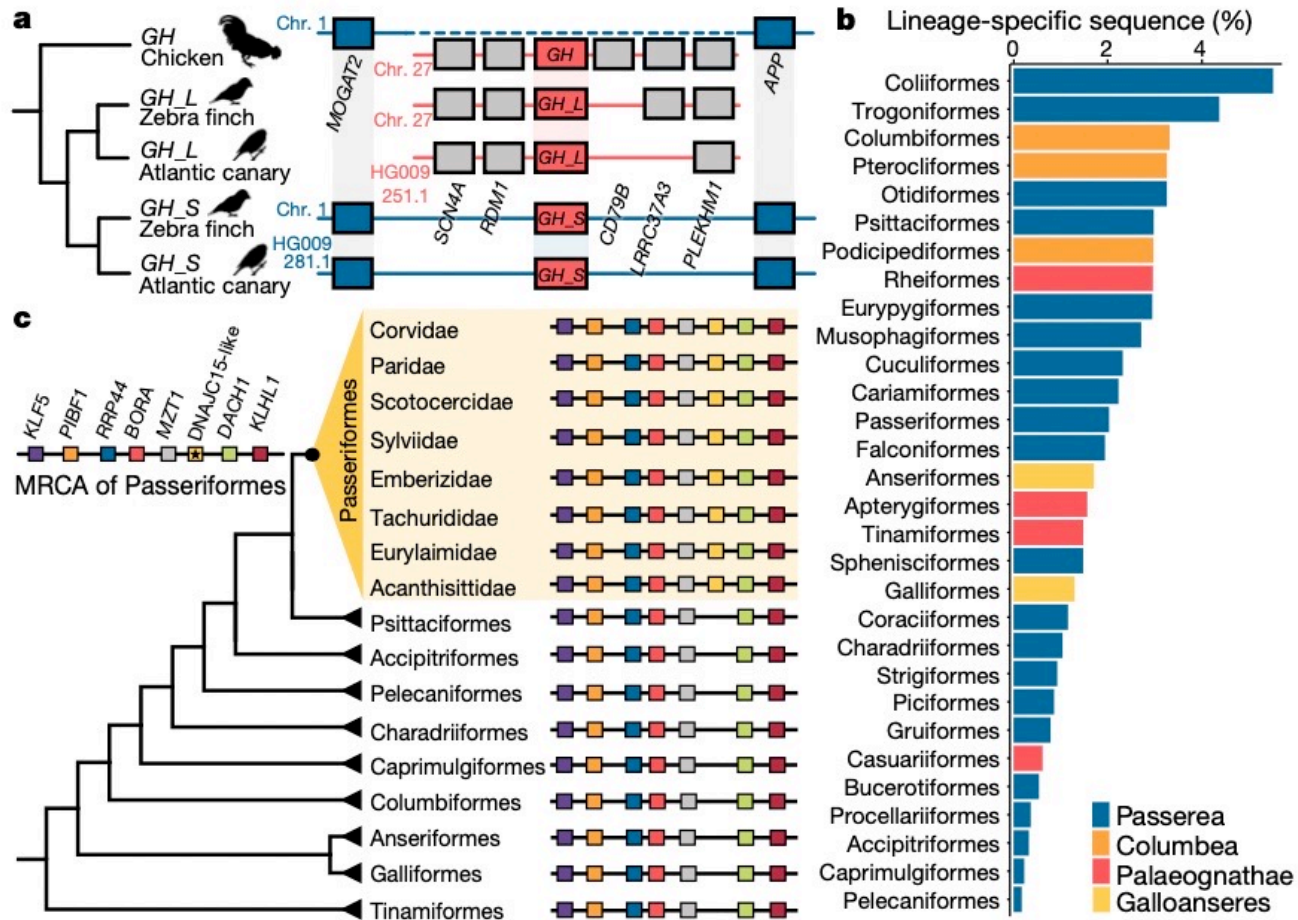 a
GH
Chicken
GH_L
Zebra finch
GH_L
Atlantic canary
GH_S
Zebra finch
GH_S
Atlantic canary
Chr. 1
Chr. 27
Chr. 27
HG009
251.1
Chr. 1
HG009
281.1
MOGAT2
GH
GH_L
GH_L
GH_S
GH_S
APP
SCN4A
RDM1
CD79B
LRRC37A3
PLEKHM1
b
Lineage-specific sequence (%)
0 2 4
Coliiformes
Trogoniformes
Columbiformes
Pterocliformes
Otidiformes
Psittaciformes
Podicipediformes
Rheiformes
Eurypygiformes
Musophagiformes
Cuculiformes
Cariamiformes
Passeriformes
Falconiformes
Anseriformes
Apterygiformes
Tinamiformes
Sphenisciformes
Galliformes
Coraciiformes
Charadriiformes
Strigiformes
Piciformes
Gruiformes
Casuariiformes
Bucerotiformes
Procellariiformes
Accipitriformes
Caprimulgiformes
Pelecaniformes
Passerea
Columbea
Palaeognathae
Galloanseres
c
KLF5
PIBF1
RRP44
BORA
MZT1
DNAJC15-like
DACH1
KLHL1
MRCA of Passeriformes
Passeriformes
Corvidae
Paridae
Scotocercidae
Sylviidae
Emberizidae
Tachurididae
Eurylaimidae
Acanthisittidae
Psittaciformes
Accipitriformes
Pelecaniformes
Charadriiformes
Caprimulgiformes
Columbiformes
Anseriformes
Galliformes
Tinamiformes